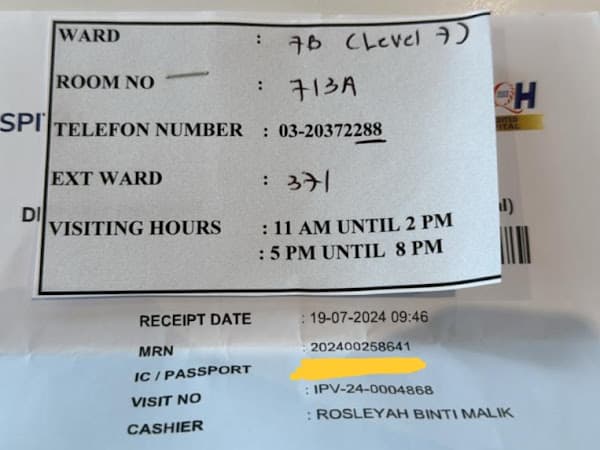 WARD : 7B (Level 7)
ROOM NO : 713A
QH
SPI
PITAL
TELEFON NUMBER : 03-20372288
EXT WARD : 371
DI
VISITING HOURS : 11 AM UNTIL 2 PM
: 5 PM UNTIL 8 PM
RECEIPT DATE : 19-07-2024 09:46
MRN : 202400258641
IC / PASSPORT
VISIT NO : IPV-24-0004868
CASHIER : ROSLEYAH BINTI MALIK